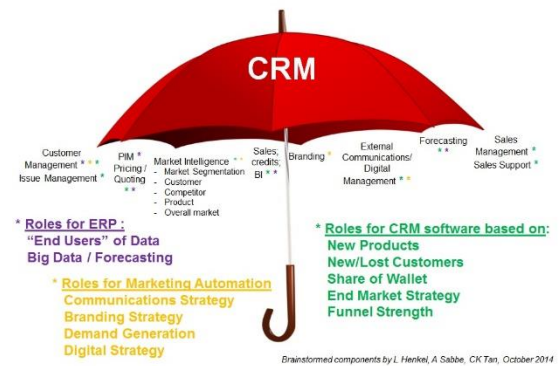 CRM
Customer
Management * * *
Issue Management *
PIM *
Pricing /
Quoting
* *
Market Intelligence * *
- Market Segmentation
- Customer
- Competitor
- Product
- Overall market
Sales;
credits;
BI * *
Branding *
External
Communications/
Digital
Management * *
Forecasting
* *
Sales
Management *
Sales Support *
* Roles for ERP :
“End Users” of Data
Big Data / Forecasting
* Roles for Marketing Automation
Communications Strategy
Branding Strategy
Demand Generation
Digital Strategy
* Roles for CRM software based on:
New Products
New/Lost Customers
Share of Wallet
End Market Strategy
Funnel Strength
Brainstormed components by L Henkel, A Sabbe, CK Tan, October 2014